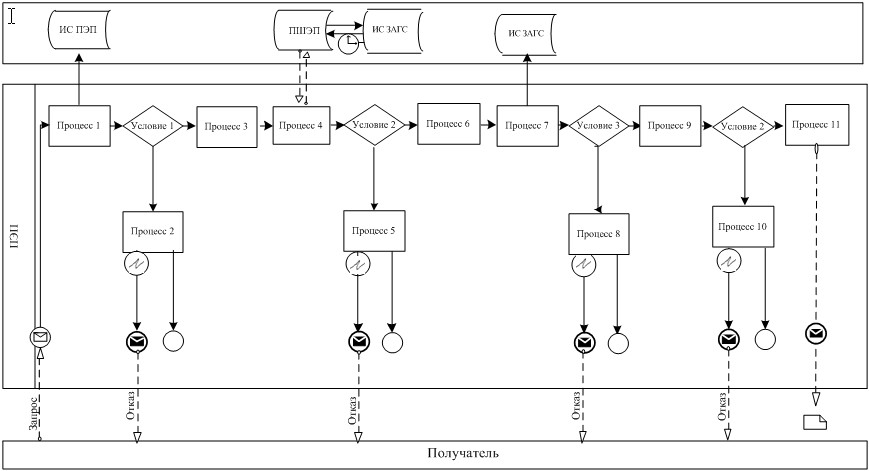 ИС ПЭП
ПШЭП
ИС ЗАГС
ИС ЗАГС
ПЭП
Процесс 1
Условие 1
Процесс 3
Процесс 4
Условие 2
Процесс 6
Процесс 7
Условие 3
Процесс 9
Условие 2
Процесс 11
Процесс 2
Процесс 5
Процесс 8
Процесс 10
Запрос
Отказ
Отказ
Отказ
Отказ
Получатель